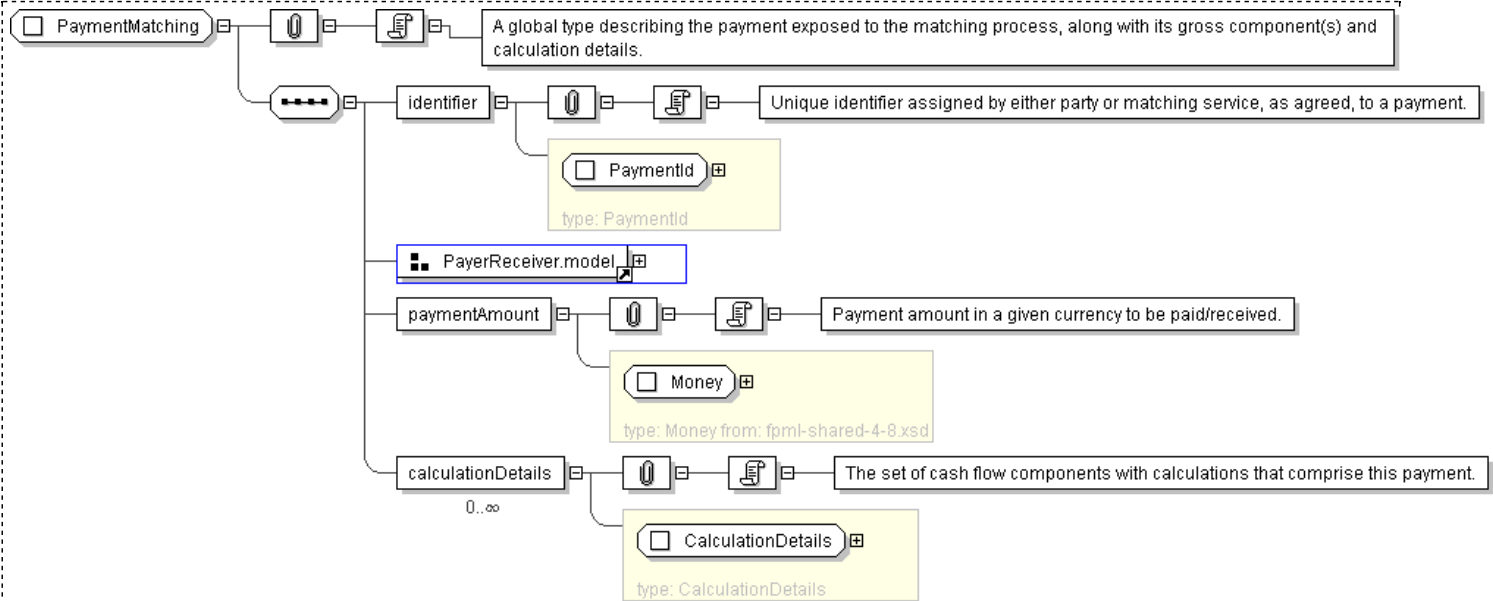 PaymentMatching
A global type describing the payment exposed to the matching process, along with its gross component(s) and
calculation details.
identifier
Unique identifier assigned by either party or matching service, as agreed, to a payment.
PaymentId
type: PaymentId
PayerReceiver.model
paymentAmount
Payment amount in a given currency to be paid/received.
Money
type: Money from: fpml-shared-4-8.xsd
calculationDetails
The set of cash flow components with calculations that comprise this payment.
0..∞
CalculationDetails
type: CalculationDetails